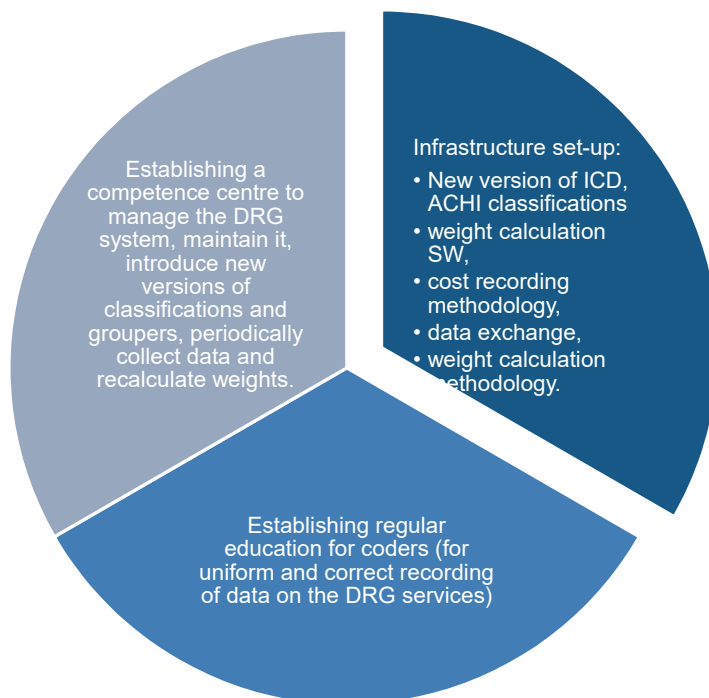 Infrastructure set-up:
• New version of ICD,
ACHI classifications
• weight calculation
SW,
• cost recording
methodology,
• data exchange,
• weight calculation
methodology.
Establishing regular
education for coders (for
uniform and correct recording
of data on the DRG services)
Establishing a
competence centre to
manage the DRG
system, maintain it,
introduce new
versions of
classifications and
groupers, periodically
collect data and
recalculate weights.